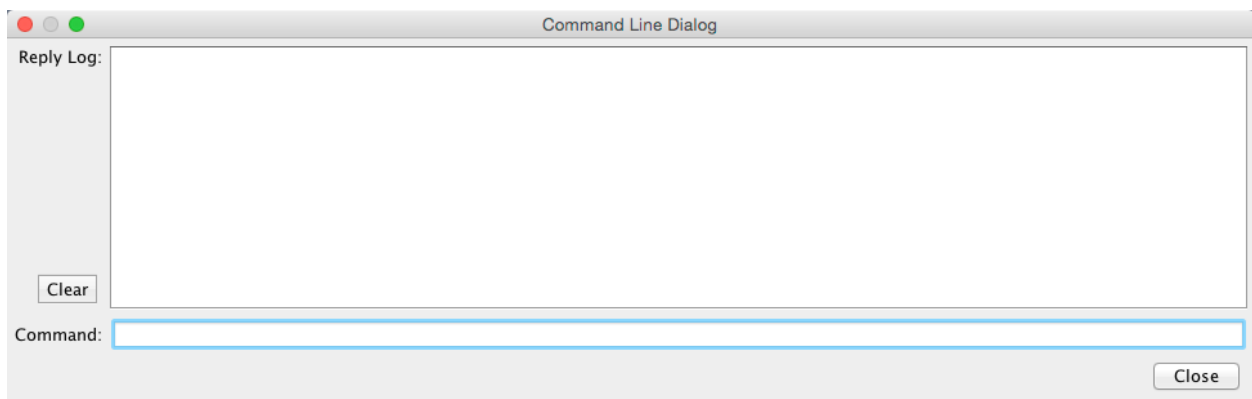 Command Line Dialog
Reply Log:
Clear
Command:
Close